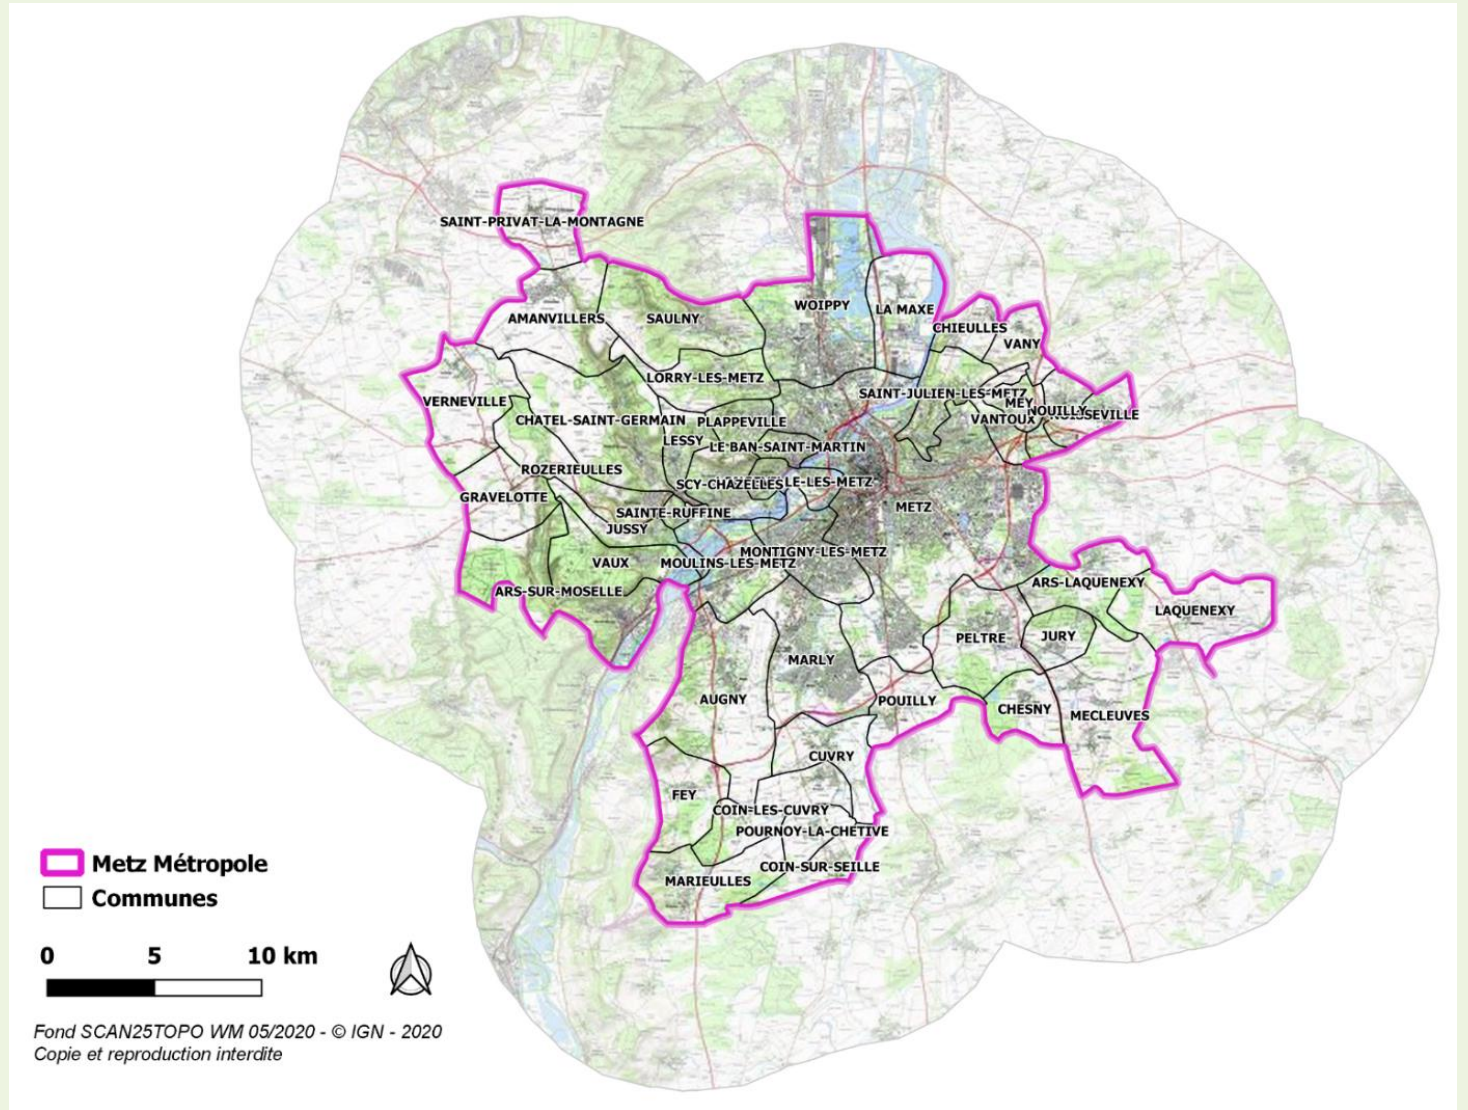 SAINT-PRIVAT-LA-MONTAGNE
WOIPPY
LA MAXE
AMANVILLERS
SAULNY
CHIEULLES
VANY
LORRY-LES-METZ
SAINT-JULIEN-LES-METZ
VERNEVILLE
MEY
NOUILLY
CHATEL-SAINT-GERMAIN
PLAPPEVILLE
VANTOUX
LESSY
LE BAN-SAINT-MARTIN
ROZERIEULLES
SCY-CHAZELLES
LE-LES-METZ
GRAVELOTTE
SAINTE-RUFFINE
METZ
JUSSY
MONTIGNY-LES-METZ
VAUX
MOULINS-LES-METZ
ARS-SUR-MOSELLE
ARS-LAQUENEXY
LAQUENEXY
PELTRE
JURY
MARLY
AUGNY
POUILLY
CHESNY
MECLEUVES
CUVRY
FEY
COIN-LES-CUVRY
POURNOY-LA-CHETIVE
COIN-SUR-SEILLE
MARIEULLES
Metz Métropole
Communes
0 5 10 km
Fond SCAN25TOPO WM 05/2020 - © IGN - 2020
Copie et reproduction interdite